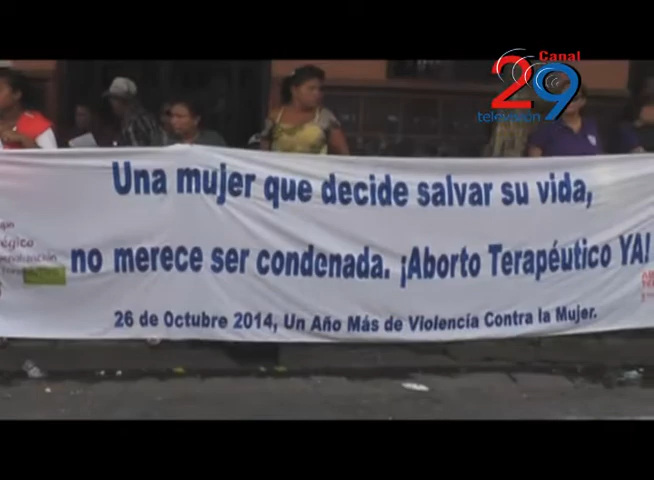 Canal
29
televisión
Una mujer que decide salvar su vida,
no merece ser condenada. ¡Aborto Terapéutico YA!
26 de Octubre 2014, Un Año Más de Violencia Contra la Mujer.